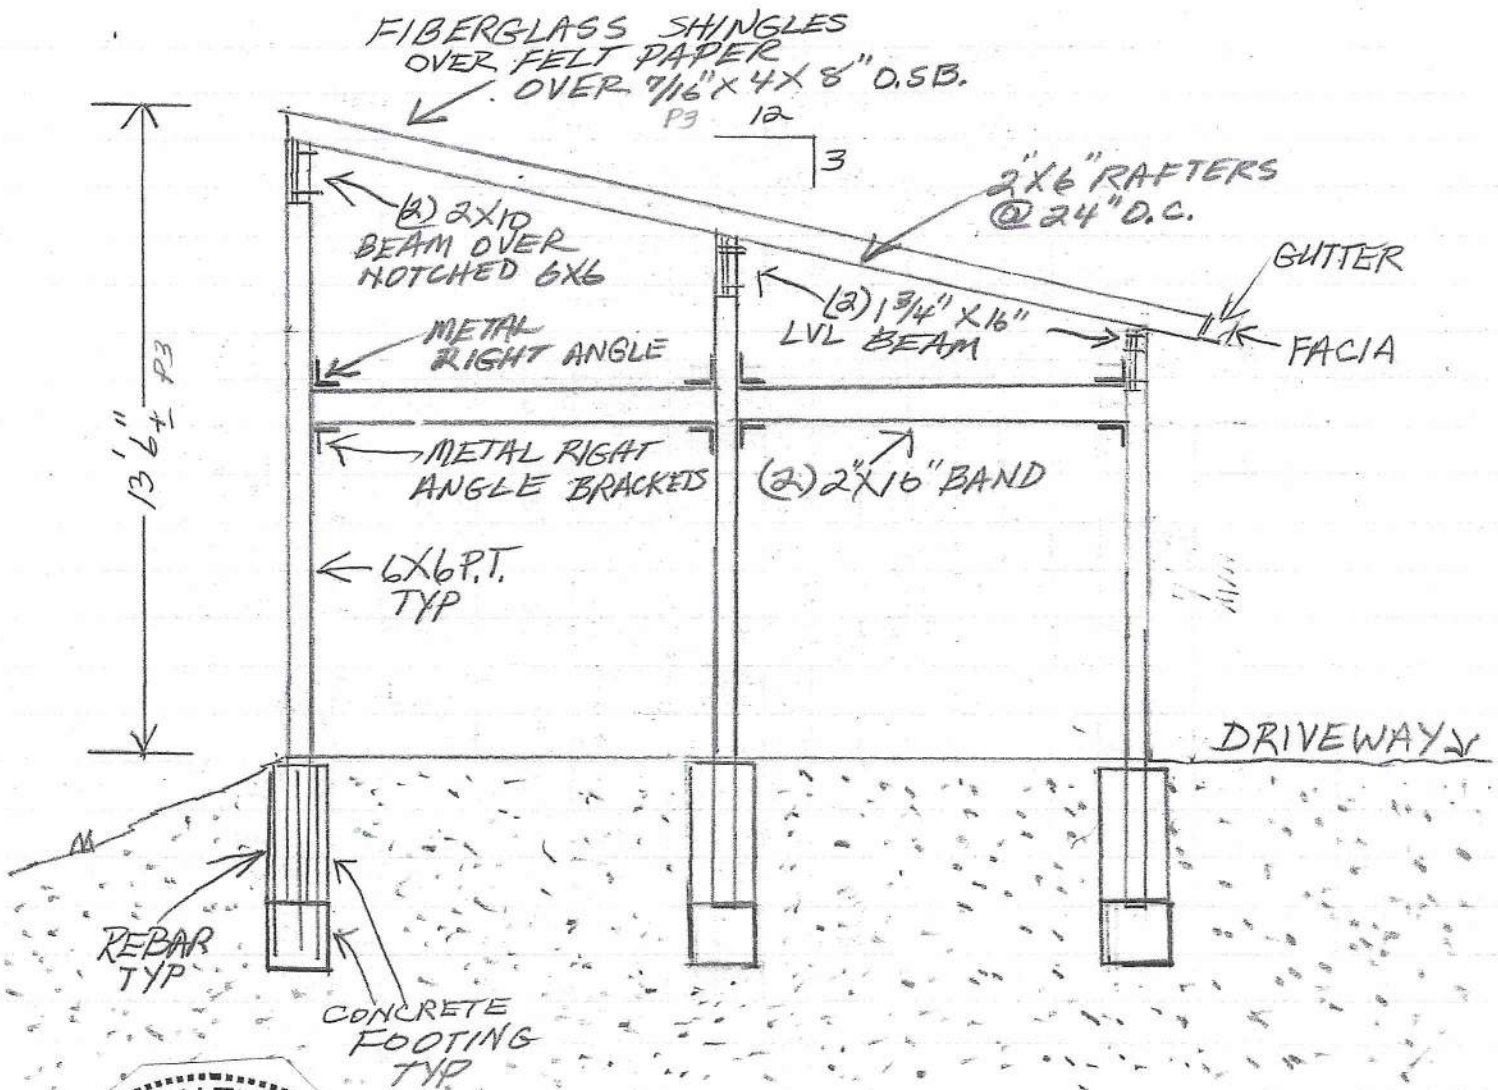 FIBERGLASS SHINGLES
OVER FELT PAPER
OVER 7/16" X 4 X 8" O.S.B.
P3
12
3
2"X6" RAFTERS
@ 24" O.C.
(2) 2X10
BEAM OVER
NOTCHED 6X6
GUTTER
(2) 1 3/4" X 16"
LVL BEAM
FACIA
METAL
RIGHT ANGLE
13'6" ± P3
METAL RIGHT
ANGLE BRACKETS
(2) 2"X16" BAND
6X6 P.T.
TYP
DRIVEWAY
REBAR
TYP
CONCRETE
FOOTING
TYP